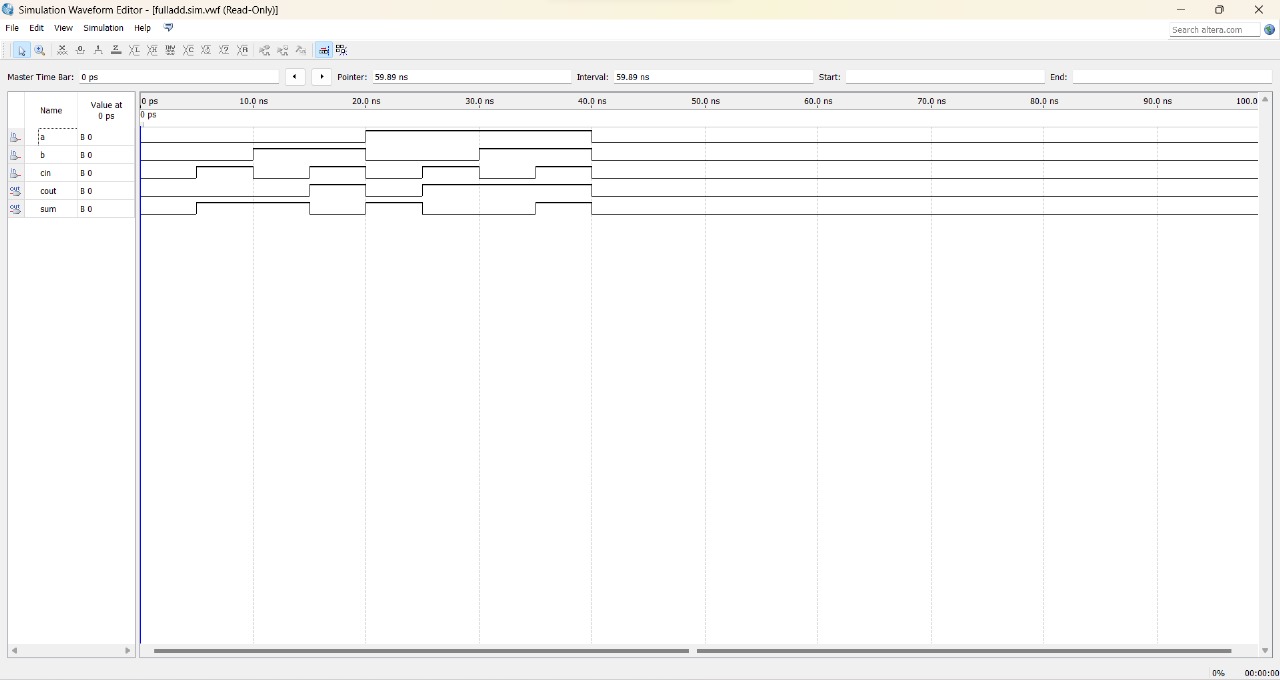 Simulation Waveform Editor - [fulladd.sim.vwf (Read-Only)]
File Edit View Simulation Help
Search altera.com
Master Time Bar: 0 ps Pointer: 59.89 ns Interval: 59.89 ns Start: End:
Name Value at 0 ps
0 ps 10.0 ns 20.0 ns 30.0 ns 40.0 ns 50.0 ns 60.0 ns 70.0 ns 80.0 ns 90.0 ns 100.0
0 ps
a B 0
b B 0
cin B 0
cout B 0
sum B 0
0% 00:00:00